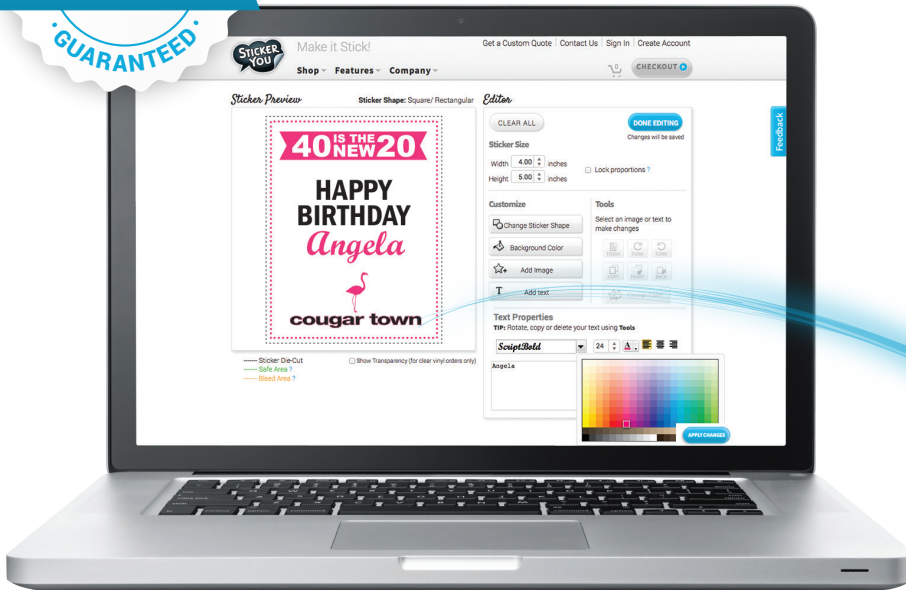 GUARANTEED
STICKER
YOU
Make it Stick!
Get a Custom Quote Contact Us Sign In Create Account
Shop Features Company
0
CHECKOUT
Sticker Preview
Sticker Shape: Square/ Rectangular
Editor
CLEAR ALL
DONE EDITING
Changes will be saved
Feedback
Sticker Size
Width 4.00 inches
Height 5.00 inches
Lock proportions ?
40 IS THE NEW 20
HAPPY
BIRTHDAY
Angela
cougar town
Customize
Tools
Change Sticker Shape
Select an image or text to
make changes
Background Color
Add Image
T Add text
Text Properties
TIP: Rotate, copy or delete your text using Tools
ScriptBold 24 A
Angela
APPLY CHANGES
Sticker Die-Cut
Show Transparency (for clear vinyl orders only)
Safe Area ?
Bleed Area ?